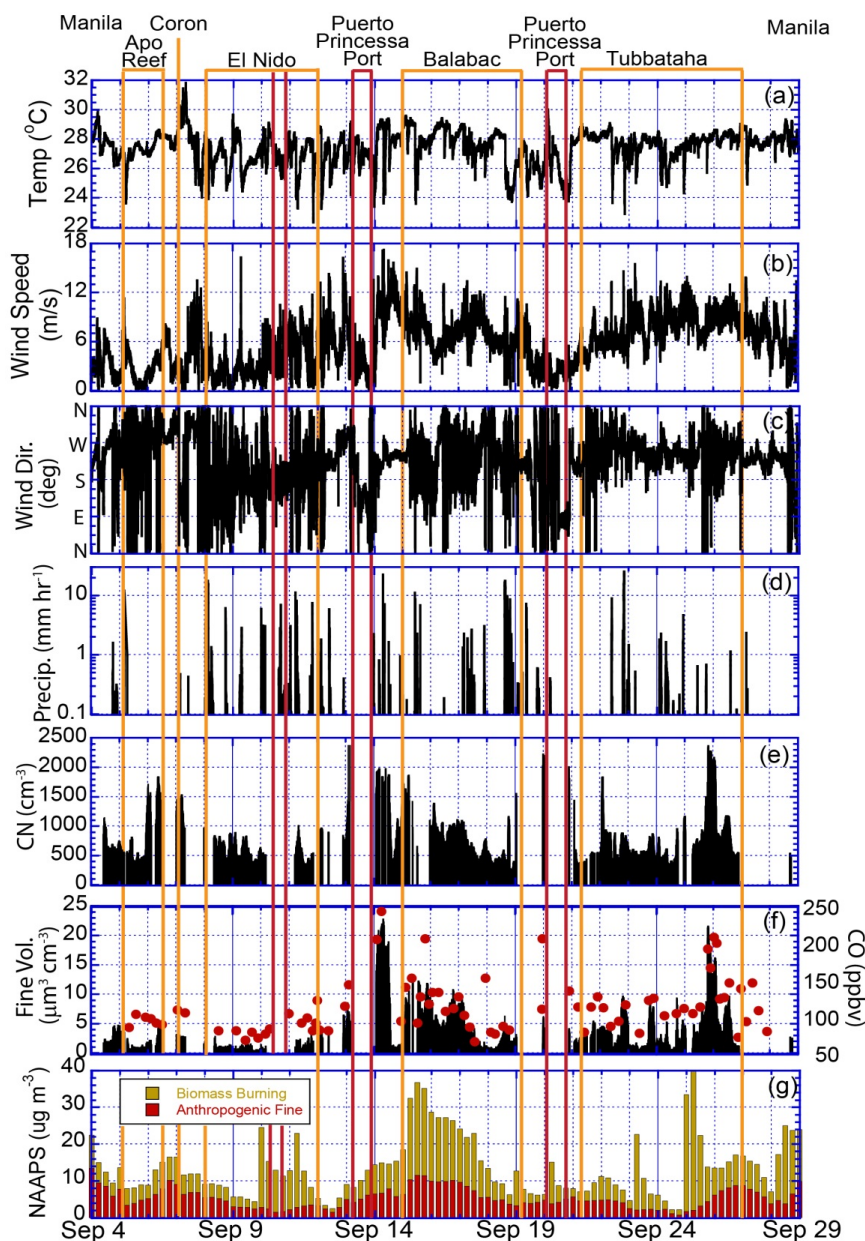 Manila Coron Puerto Puerto Manila
Apo El Nido Princessa Balabac Princessa Tubbataha
Reef Port Port
(a)
Temp (°C)
32
30
28
26
24
22
(b)
Wind Speed
(m/s)
18
12
6
0
(c)
Wind Dir.
(deg)
N
W
S
E
N
(d)
Precip. (mm hr⁻¹)
10
1
0.1
(e)
CN (cm⁻³)
2500
2000
1500
1000
500
0
(f)
Fine Vol.
(μm³ cm⁻³)
25
20
15
10
5
0
250
200
150
100
50
CO (ppbv)
(g)
NAAPS (ug m⁻³)
40
30
20
10
0
Biomass Burning
Anthropogenic Fine
Sep 4 Sep 9 Sep 14 Sep 19 Sep 24 Sep 29